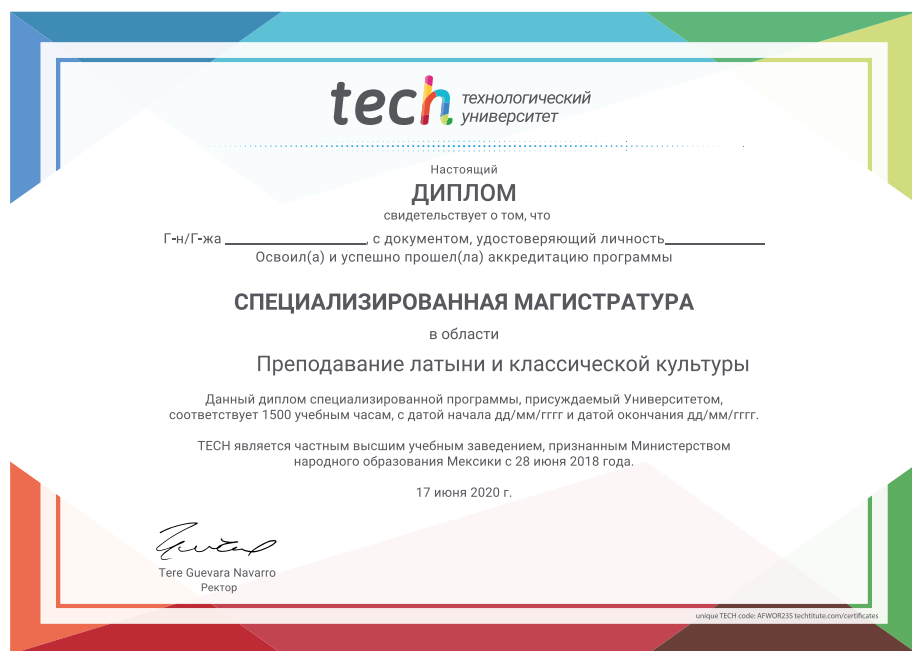 tech технологический
университет
Настоящий
ДИПЛОМ
свидетельствует о том, что
Г-н/Г-жа ____________, с документом, удостоверяющий личность____________
Освоил(а) и успешно прошел(ла) аккредитацию программы
СПЕЦИАЛИЗИРОВАННАЯ МАГИСТРАТУРА
в области
Преподавание латыни и классической культуры
Данный диплом специализированной программы, присуждаемый Университетом,
соответствует 1500 учебным часам, с датой начала дд/мм/гггг и датой окончания дд/мм/гггг.
TECH является частным высшим учебным заведением, признанным Министерством
народного образования Мексики с 28 июня 2018 года.
17 июня 2020 г.
Tere Guevara Navarro
Ректор
unique TECH code: AFWOR23S techtitute.com/certificates